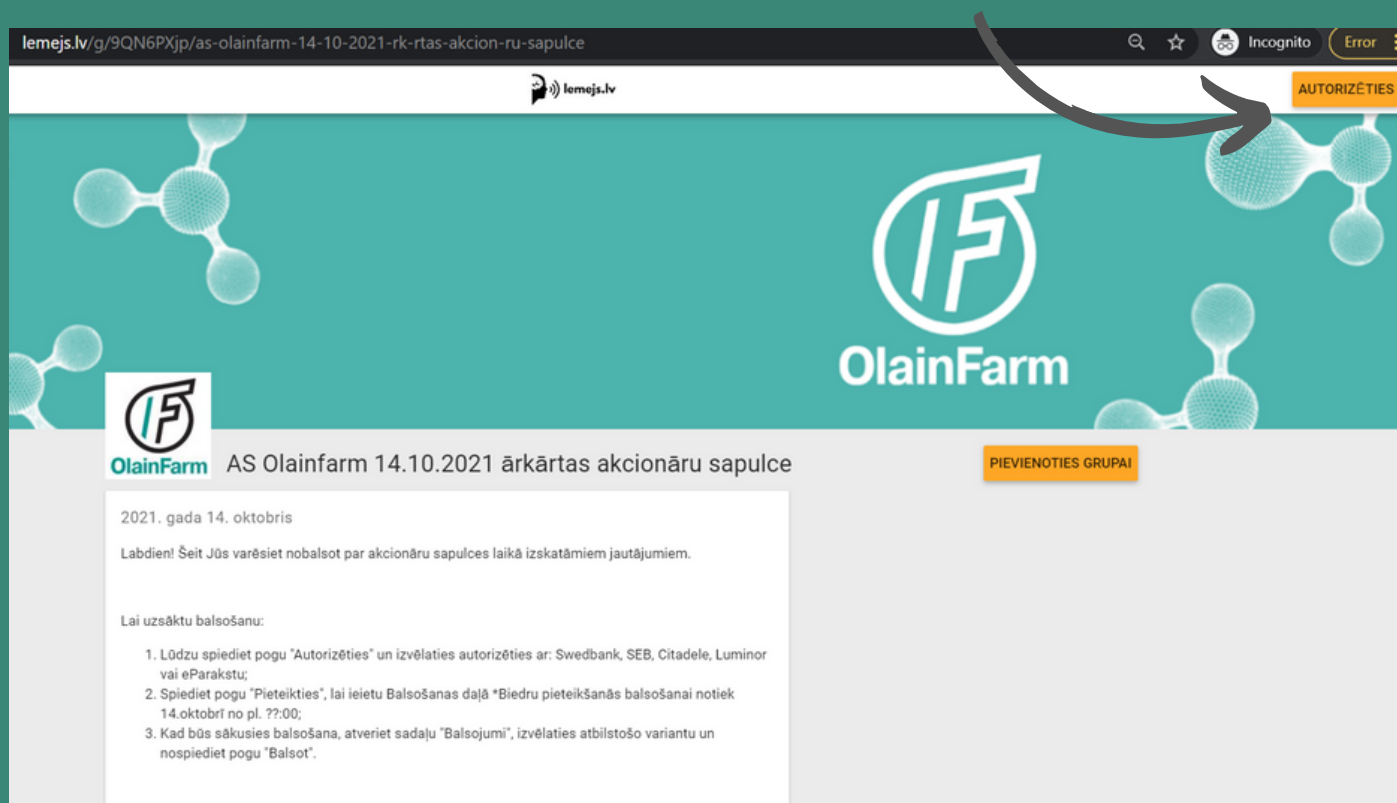 lemejs.lv/g/9QN6PXjp/as-olainfarm-14-10-2021-rk-rtas-akcion-ru-sapulce
Incognito
Error
lemejs.lv
AUTORIZĒTIES
OlainFarm
OlainFarm
AS Olainfarm 14.10.2021 ārkārtas akcionāru sapulce
PIEVIENOTIES GRUPAI
2021. gada 14. oktobris
Labdien! Šeit Jūs varēsiet nobalsot par akcionāru sapulces laikā izskatāmiem jautājumiem.
Lai uzsāktu balsošanu:
1. Lūdzu spiediet pogu "Autorizēties" un izvēlaties autorizēties ar: Swedbank, SEB, Citadele, Luminor
vai eParakstu;
2. Spiediet pogu "Pieteikties", lai ieietu Balsošanas daļā *Biedru pieteikšanās balsošanai notiek
14.oktobrī no pl. ??:00;
3. Kad būs sākusies balsošana, atveriet sadaļu "Balsojumi", izvēlaties atbilstošo variantu un
nospiediet pogu "Balsot".